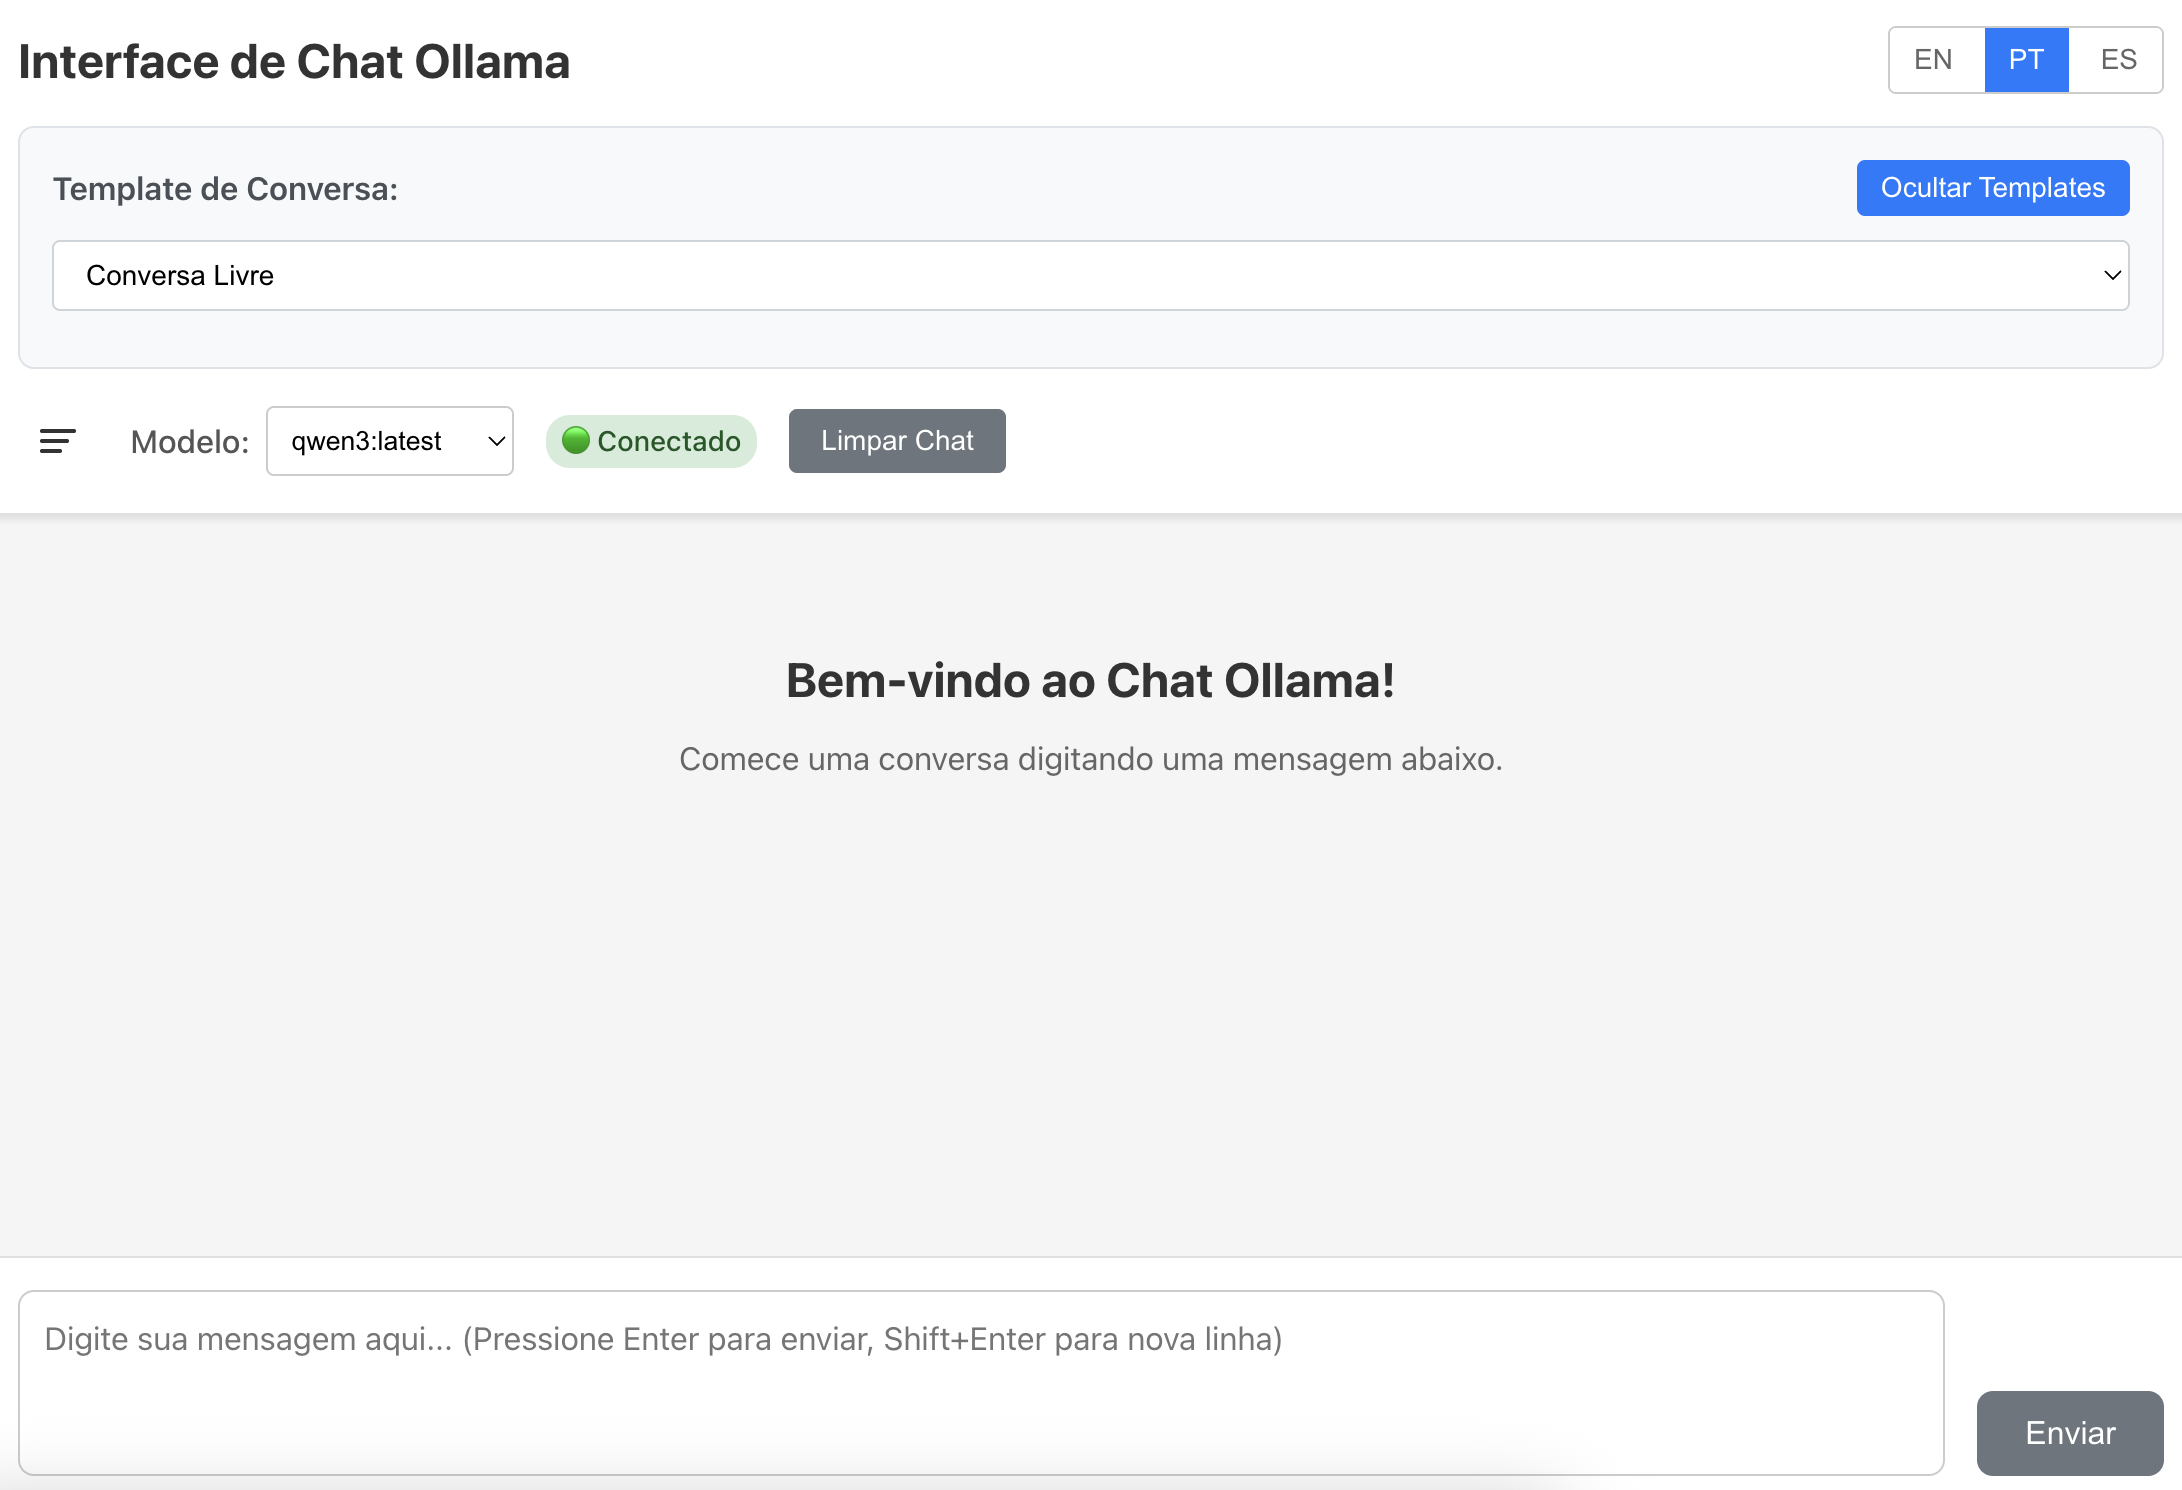 Interface de Chat Ollama
EN PT ES
Template de Conversa:
Ocultar Templates
Conversa Livre
Modelo:
qwen3:latest
Conectado
Limpar Chat
Bem-vindo ao Chat Ollama!
Comece uma conversa digitando uma mensagem abaixo.
Digite sua mensagem aqui... (Pressione Enter para enviar, Shift+Enter para nova linha)
Enviar